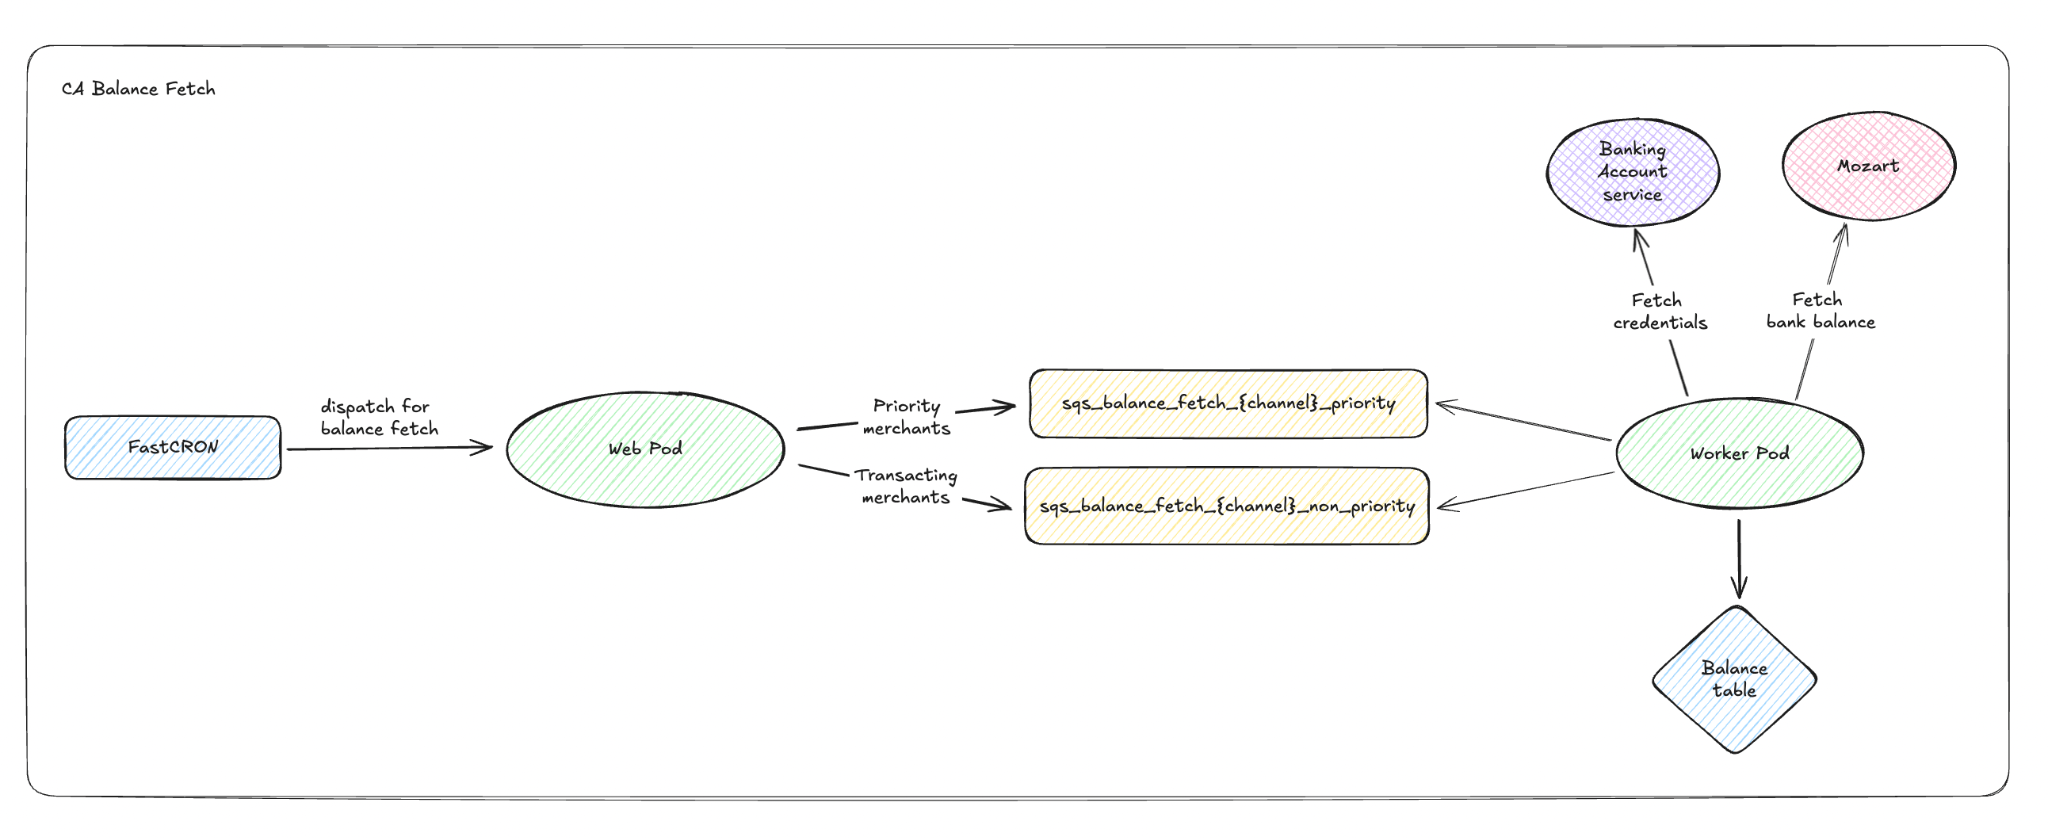 CA Balance Fetch
Banking
Account
service
Mozart
Fetch
credentials
Fetch
bank balance
FastCRON
dispatch for
balance fetch
Web Pod
Priority
merchants
Transacting
merchants
sqs_balance_fetch_{channel}_priority
sqs_balance_fetch_{channel}_non_priority
Worker Pod
Balance
table